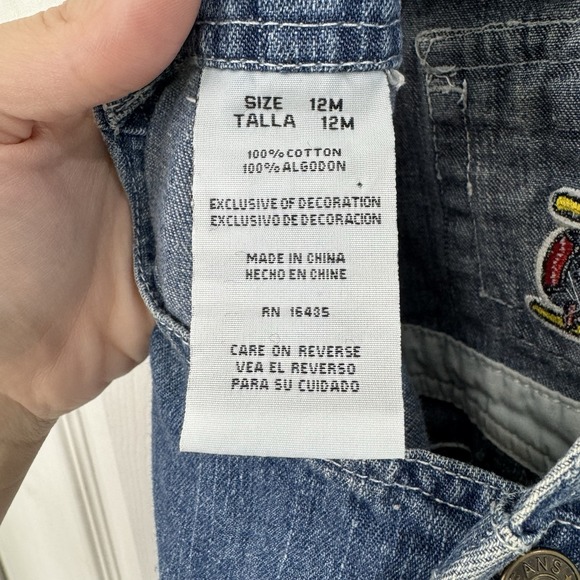 SIZE 12M
TALLA 12M
100% COTTON
100% ALGODON
EXCLUSIVE OF DECORATION
EXCLUSIVO DE DECORACION
MADE IN CHINA
HECHO EN CHINE
RN 16435
CARE ON REVERSE
VEA EL REVERSO
PARA SU CUIDADO